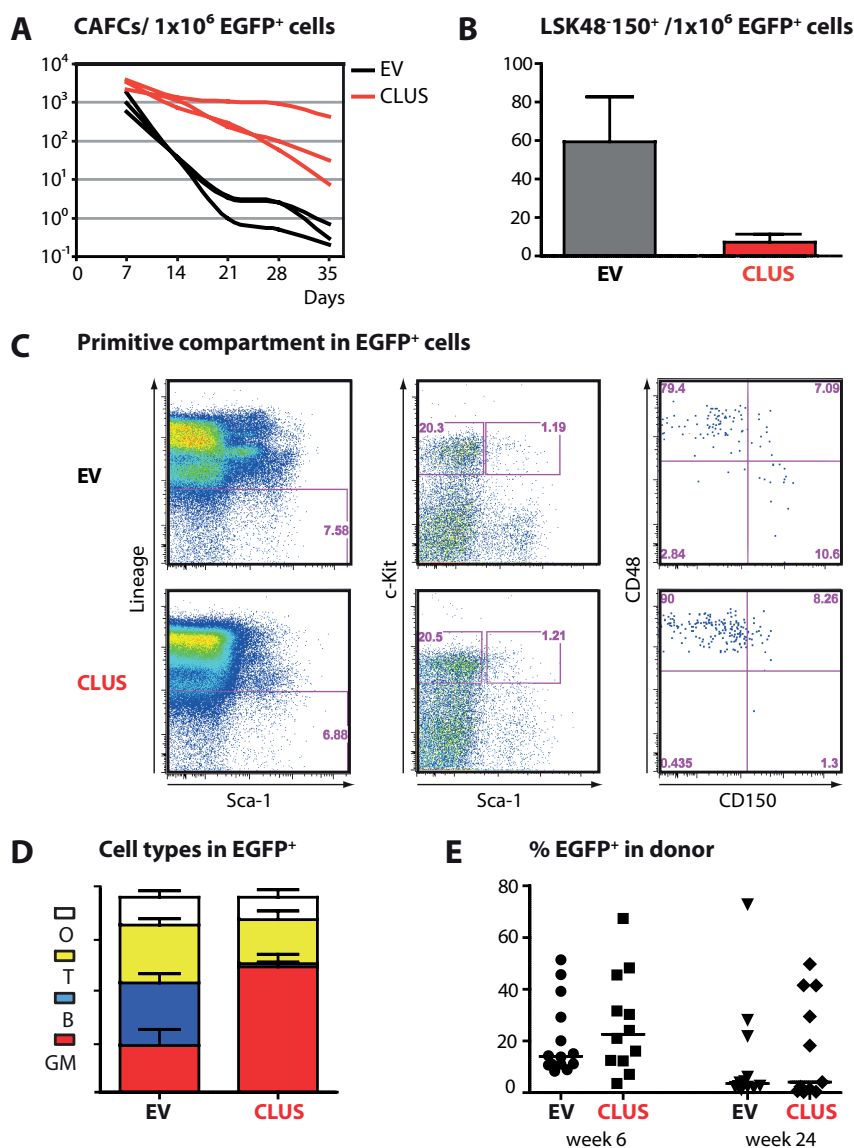 A CAFCs/ 1x10⁶ EGFP⁺ cells
10⁴
10³
10²
10¹
10⁰
10⁻¹
0 7 14 21 28 35
Days
EV
CLUS
B LSK48⁻150⁺ /1x10⁶ EGFP⁺ cells
100
80
60
40
20
0
EV CLUS
C Primitive compartment in EGFP⁺ cells
EV
CLUS
Lineage
7.58
6.88
Sca-1
c-Kit
20.3 1.19
20.5 1.21
Sca-1
CD48
79.4 7.09
2.84 10.6
90 8.26
0.435 1.3
CD150
D Cell types in EGFP⁺
O
T
B
GM
EV CLUS
E % EGFP⁺ in donor
80
60
40
20
0
EV CLUS EV CLUS
week 6 week 24